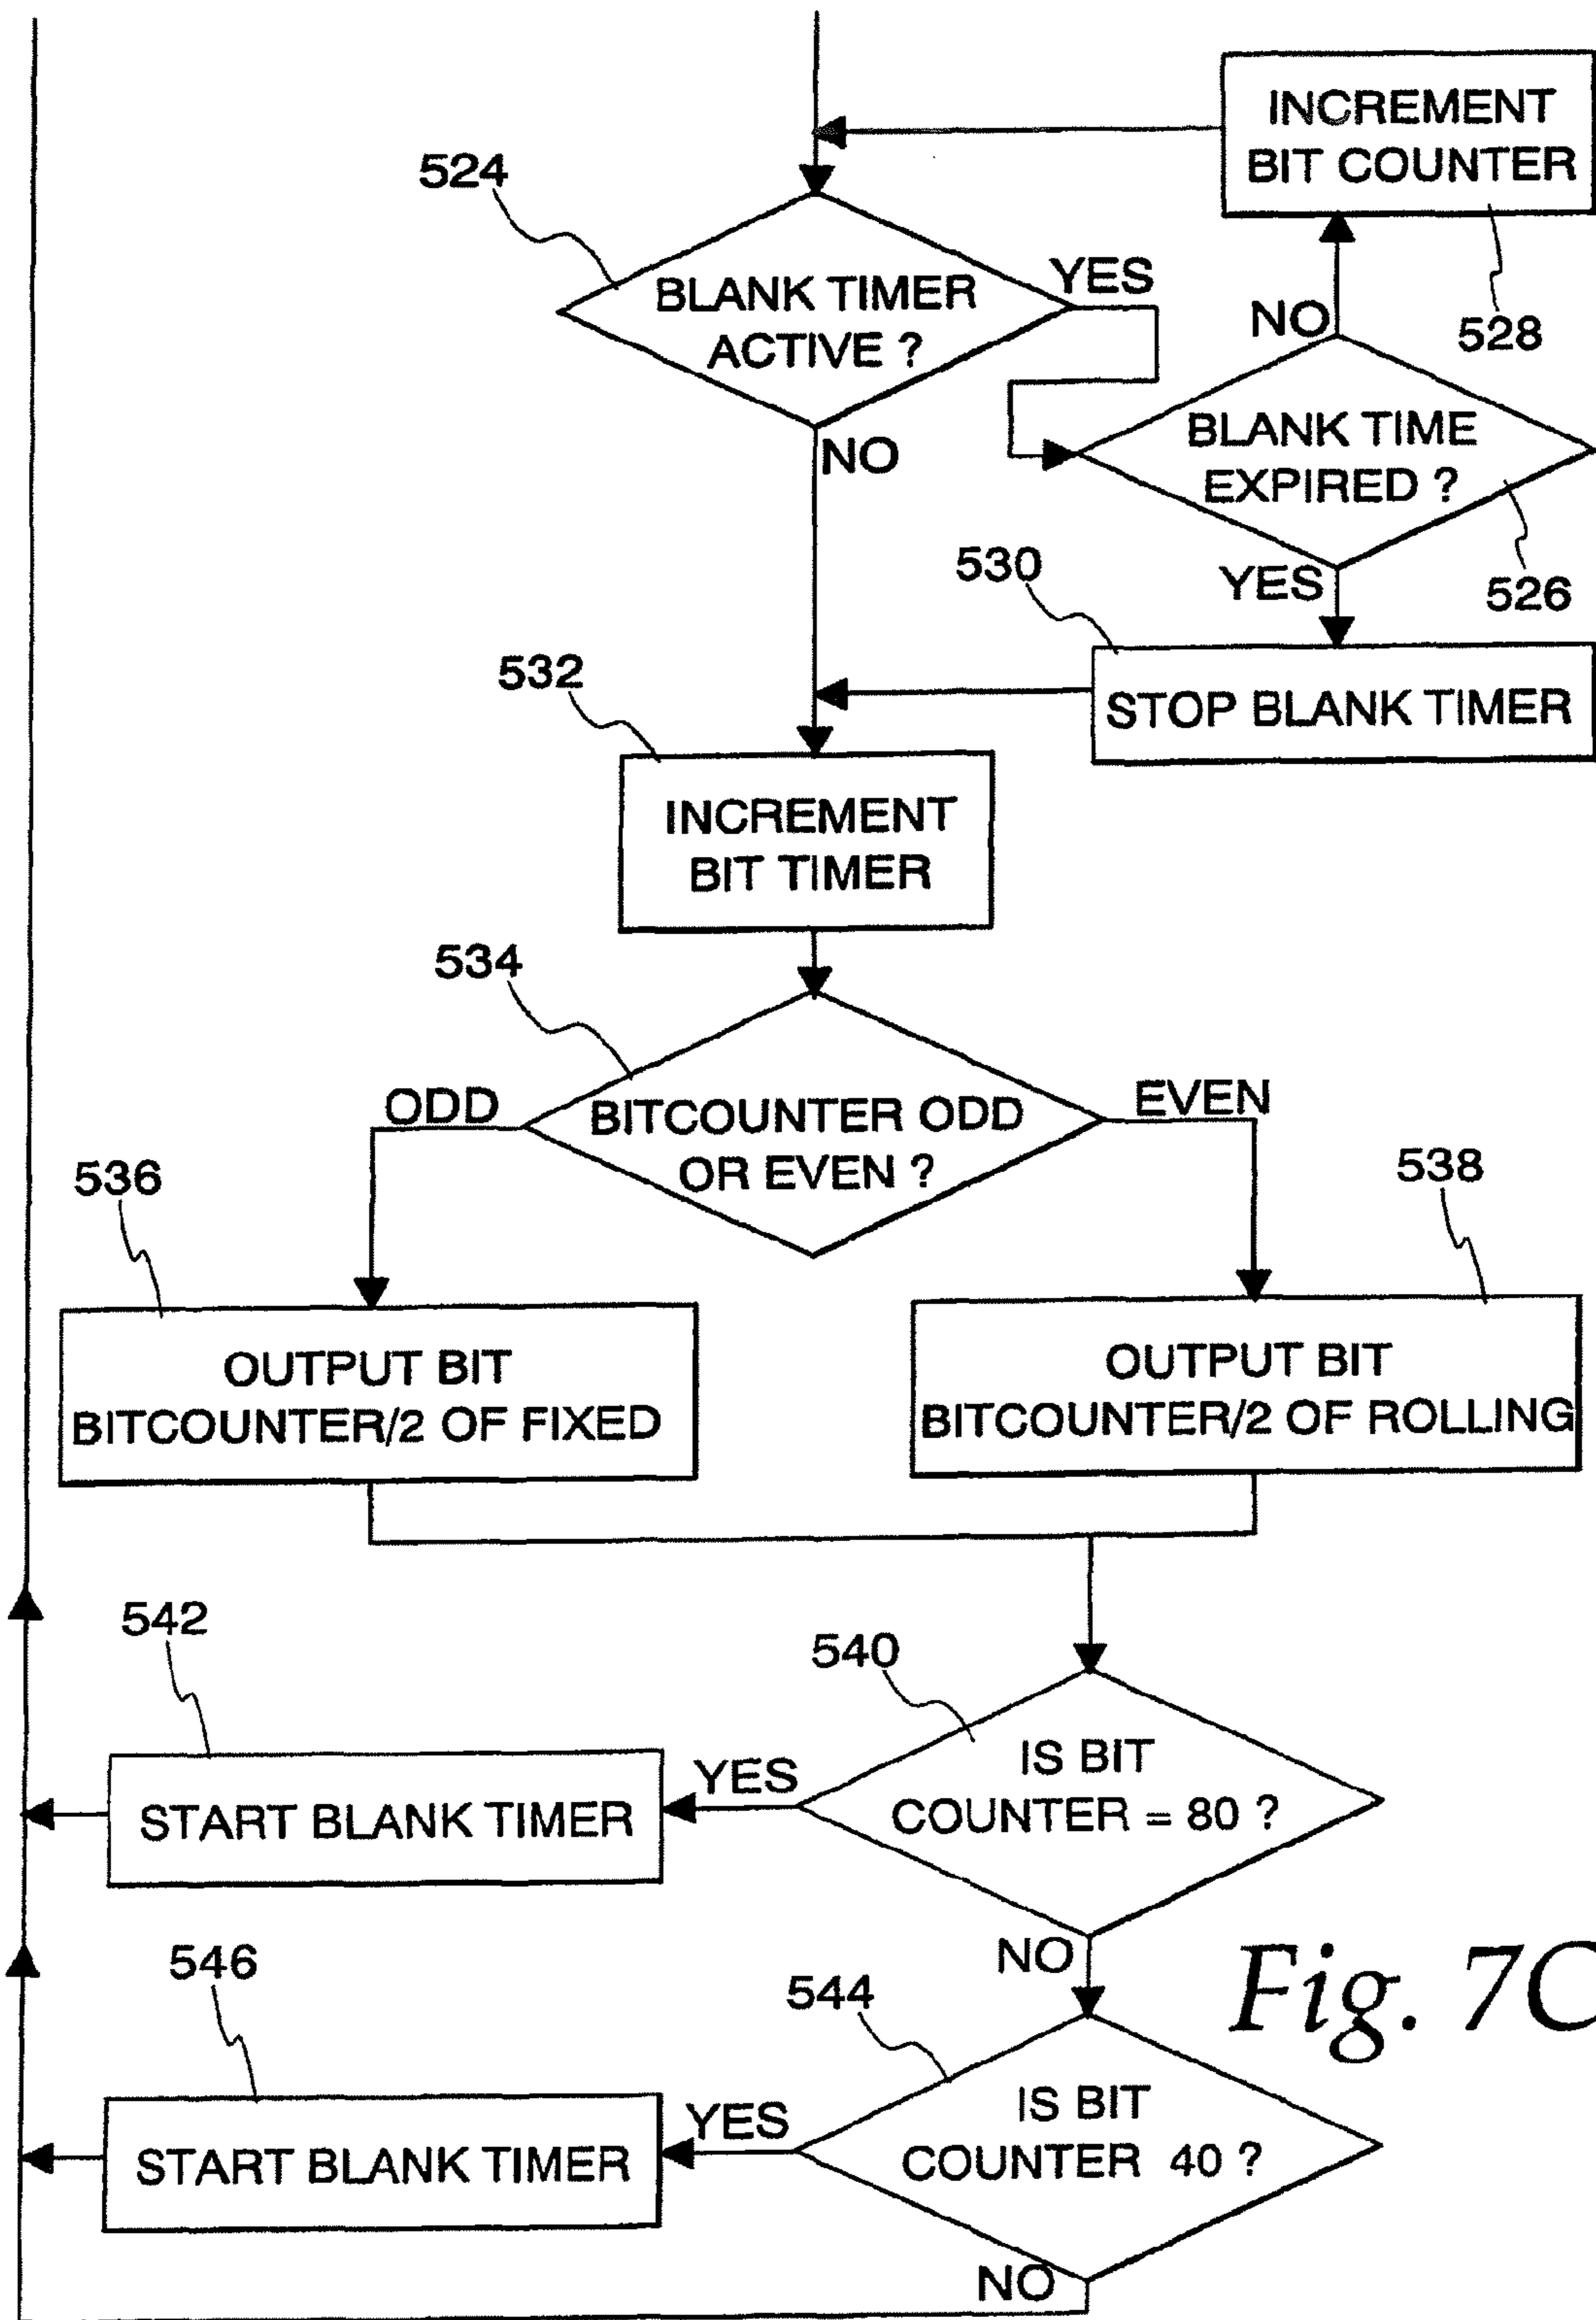 INCREMENT
BIT COUNTER
528
524
BLANK TIMER
ACTIVE ?
YES
NO
NO
BLANK TIME
EXPIRED ?
526
YES
530
STOP BLANK TIMER
532
INCREMENT
BIT TIMER
534
BITCOUNTER ODD
OR EVEN ?
ODD
EVEN
536
OUTPUT BIT
BITCOUNTER/2 OF FIXED
538
OUTPUT BIT
BITCOUNTER/2 OF ROLLING
540
IS BIT
COUNTER = 80 ?
YES
542
START BLANK TIMER
NO
544
IS BIT
COUNTER 40 ?
YES
546
START BLANK TIMER
NO
Fig. 7C